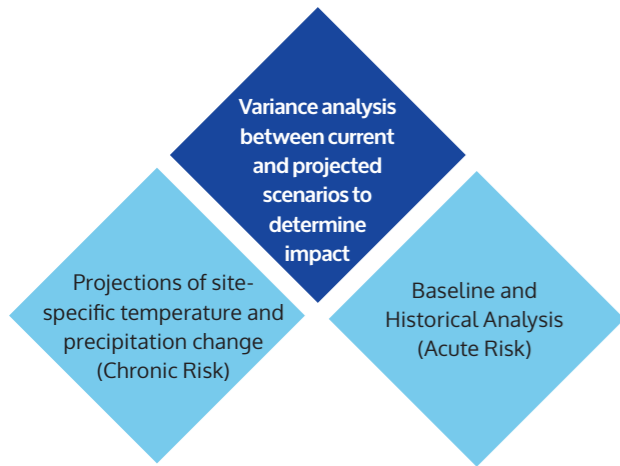 Variance analysis
between current
and projected
scenarios to
determine
impact
Projections of site-
specific temperature and
precipitation change
(Chronic Risk)
Baseline and
Historical Analysis
(Acute Risk)